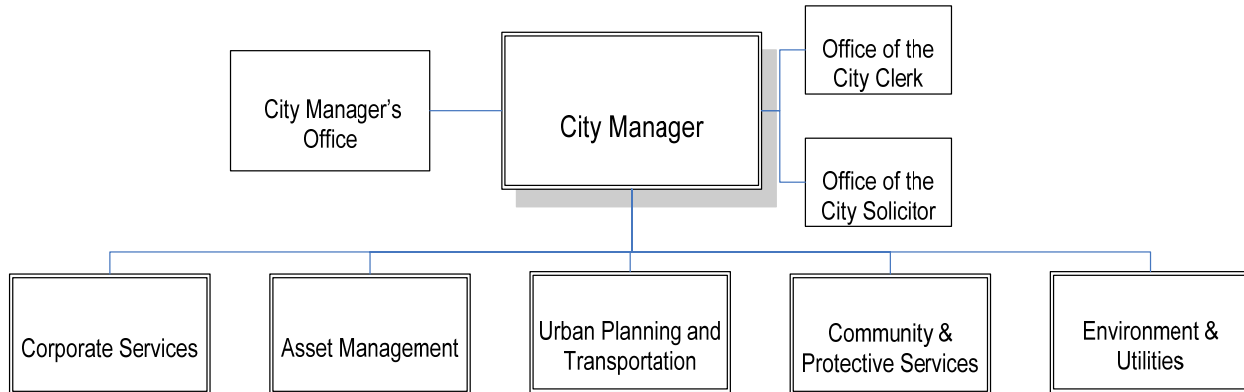 City Manager’s
Office
City Manager
Office of the
City Clerk
Office of the
City Solicitor
Corporate Services
Asset Management
Urban Planning and
Transportation
Community &
Protective Services
Environment &
Utilities